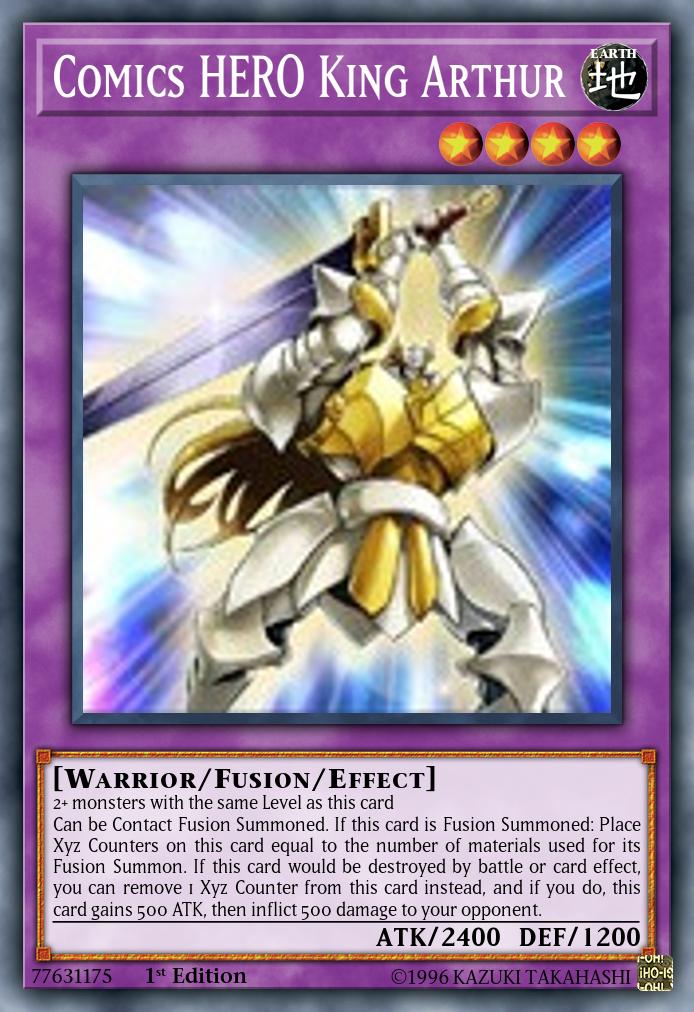 Comics HERO King Arthur
EARTH
地
[Warrior/Fusion/Effect]
2+ monsters with the same Level as this card
Can be Contact Fusion Summoned. If this card is Fusion Summoned: Place
Xyz Counters on this card equal to the number of materials used for its
Fusion Summon. If this card would be destroyed by battle or card effect,
you can remove 1 Xyz Counter from this card instead, and if you do, this
card gains 500 ATK, then inflict 500 damage to your opponent.
ATK/2400 DEF/1200
77631175 1st Edition ©1996 KAZUKI TAKAHASHI